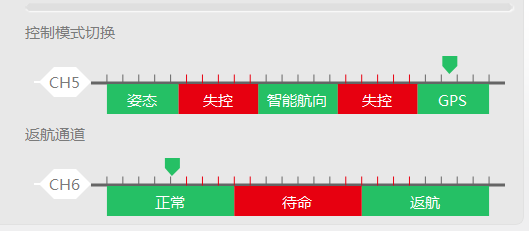 控制模式切换
CH5
姿态 失控 智能航向 失控 GPS
返航通道
CH6
正常 待命 返航